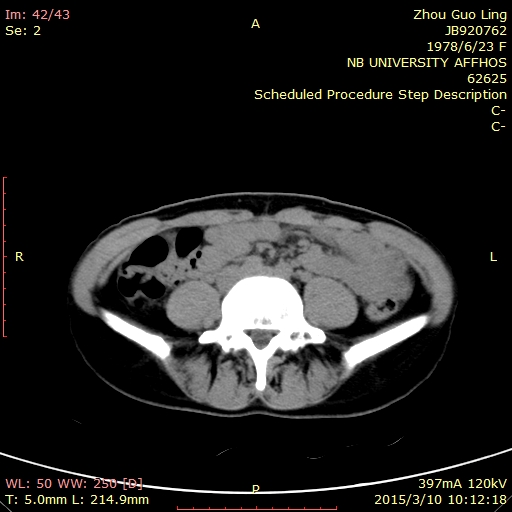 Im: 42/43
Se: 2
A
Zhou Guo Ling
JB920762
1978/6/23 F
NB UNIVERSITY AFFHOS
62625
Scheduled Procedure Step Description
C-
C-
R
L
WL: 50 WW: 250 [D]
T: 5.0mm L: 214.9mm
P
397mA 120kV
2015/3/10 10:12:18